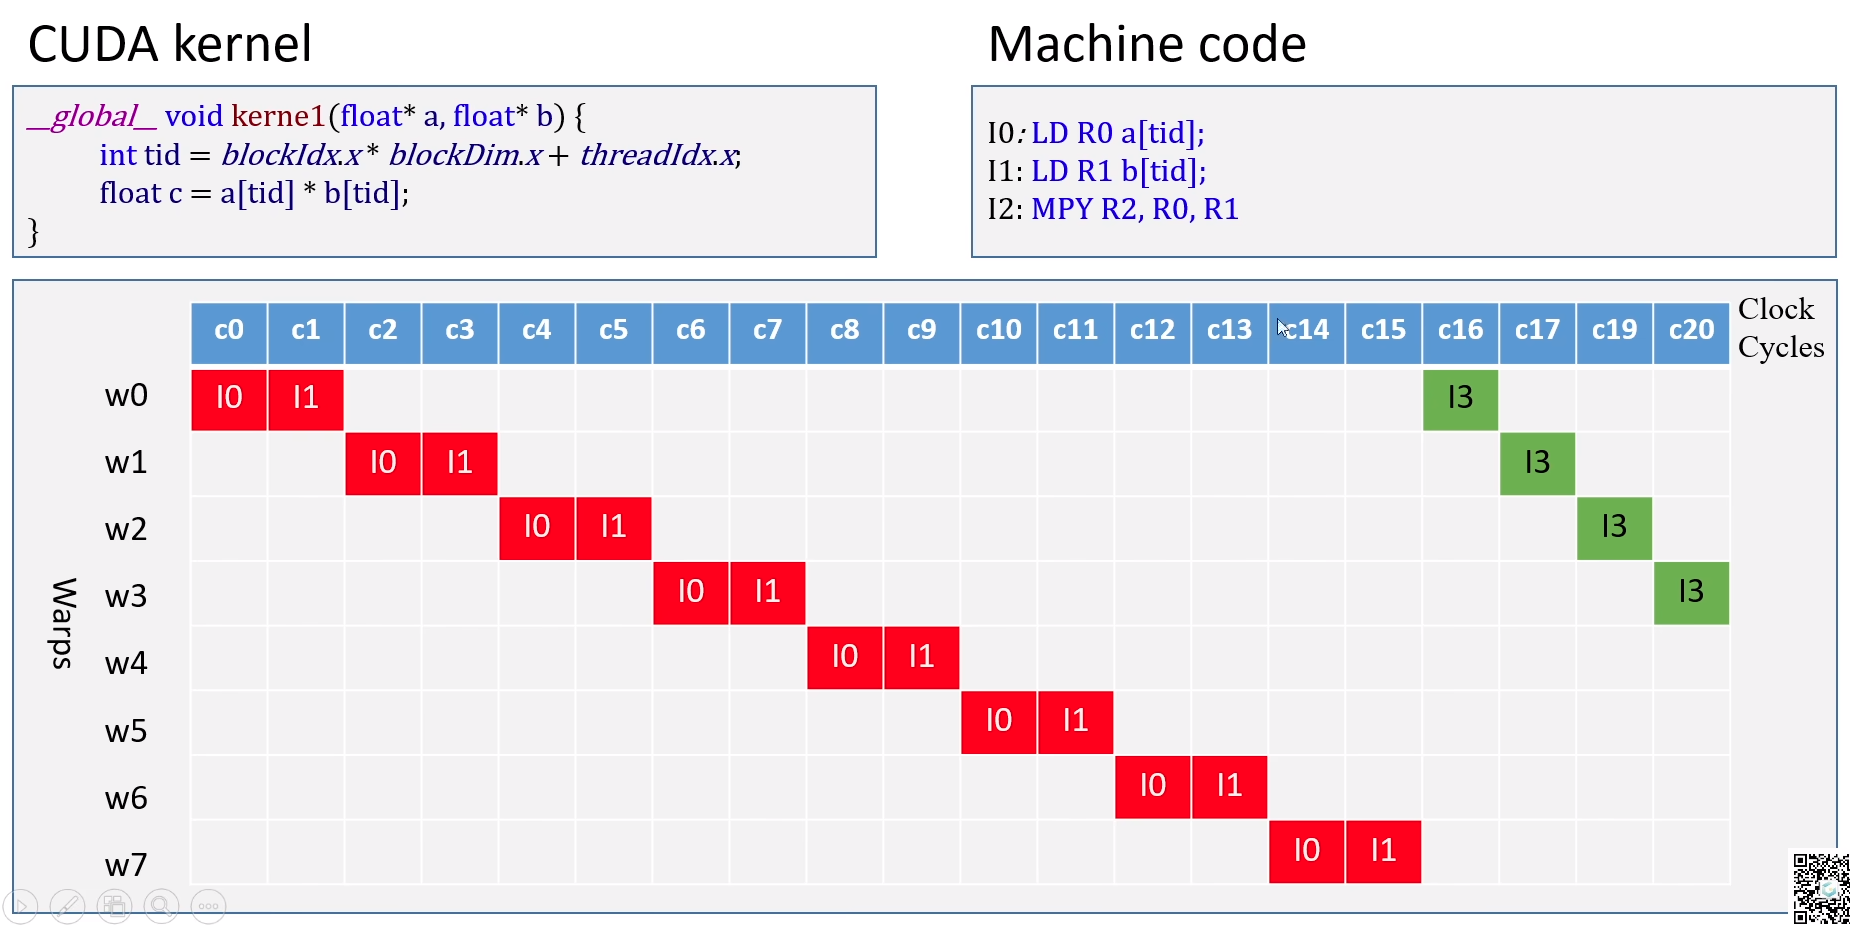 CUDA kernel
__global__ void kerne1(float* a, float* b) {
int tid = blockIdx.x * blockDim.x + threadIdx.x;
float c = a[tid] * b[tid];
}
Machine code
I0: LD R0 a[tid];
I1: LD R1 b[tid];
I2: MPY R2, R0, R1
c0 c1 c2 c3 c4 c5 c6 c7 c8 c9 c10 c11 c12 c13 c14 c15 c16 c17 c19 c20
Clock
Cycles
Warps
w0 I0 I1 I3
w1 I0 I1 I3
w2 I0 I1 I3
w3 I0 I1 I3
w4 I0 I1
w5 I0 I1
w6 I0 I1
w7 I0 I1